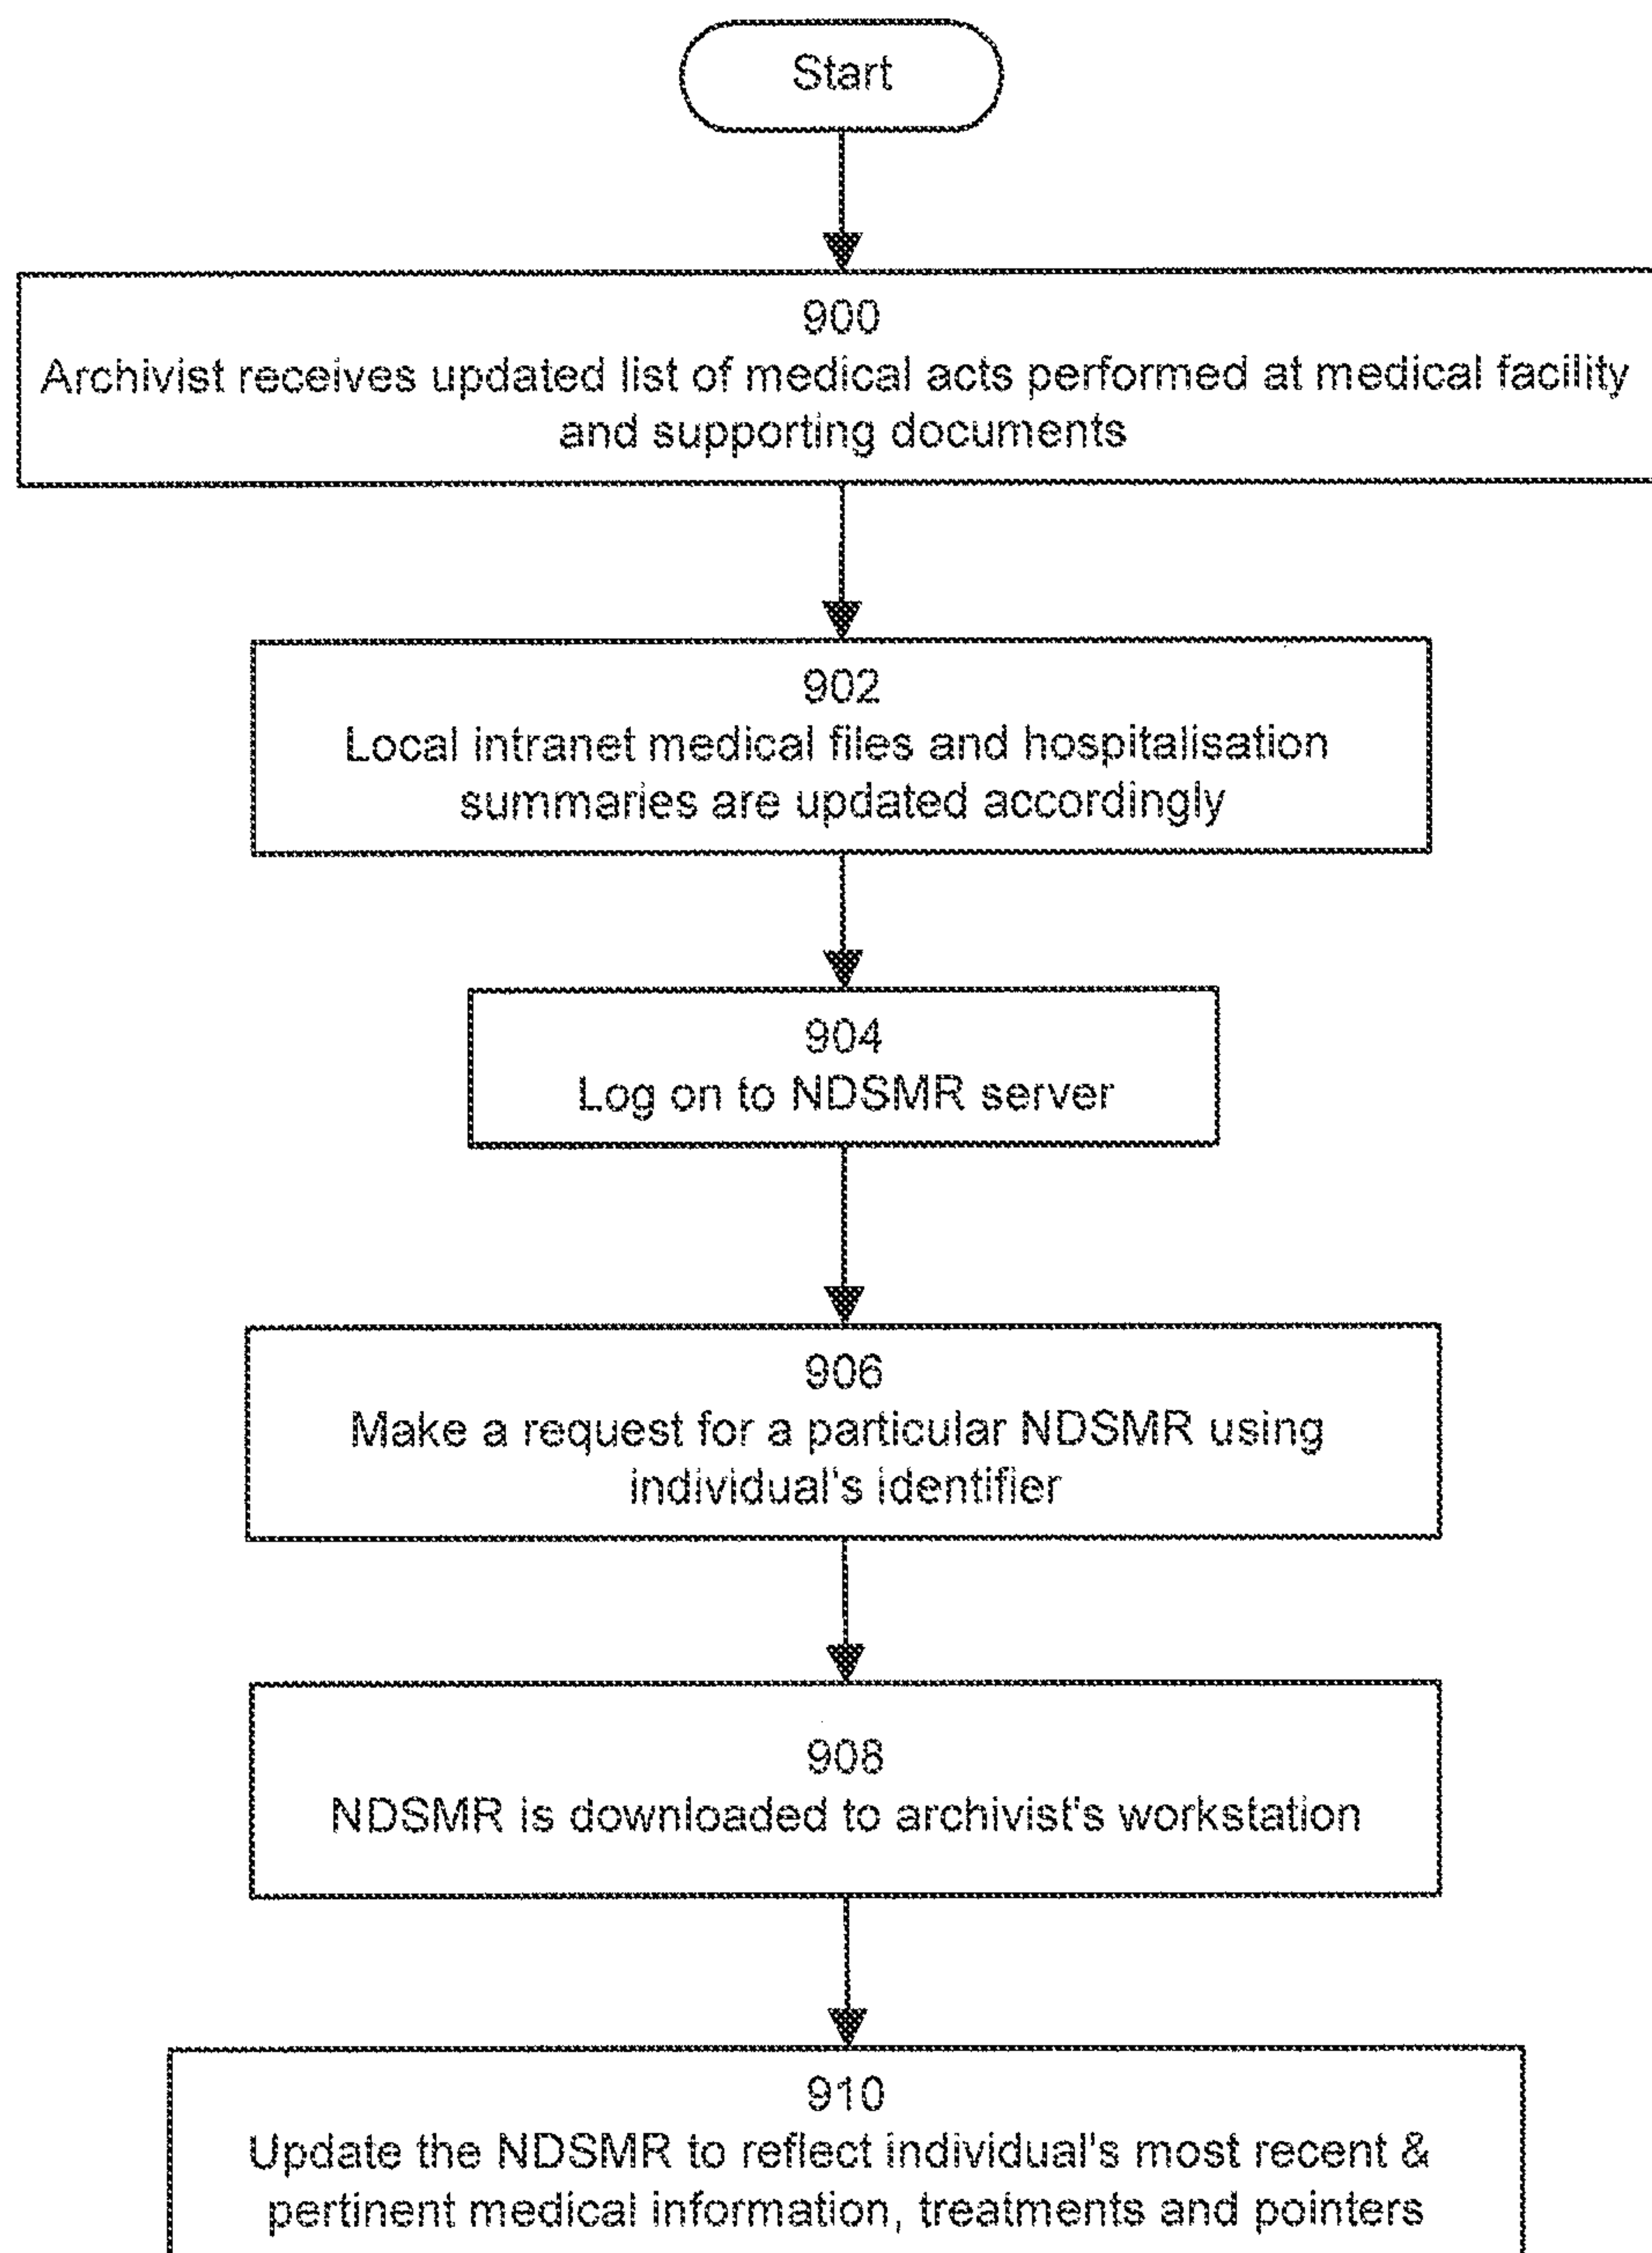 Start
900
Archivist receives updated list of medical acts performed at medical facility
and supporting documents
902
Local intranet medical files and hospitalisation
summaries are updated accordingly
904
Log on to NDSMR server
906
Make a request for a particular NDSMR using
individual's identifier
908
NDSMR is downloaded to archivist's workstation
910
Update the NDSMR to reflect individual's most recent &
pertinent medical information, treatments and pointers